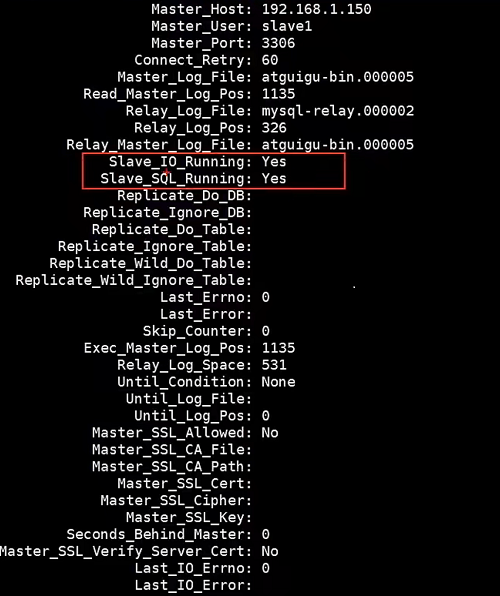 Master_Host: 192.168.1.150
Master_User: slave1
Master_Port: 3306
Connect_Retry: 60
Master_Log_File: atguigu-bin.000005
Read_Master_Log_Pos: 1135
Relay_Log_File: mysql-relay.000002
Relay_Log_Pos: 326
Relay_Master_Log_File: atguigu-bin.000005
Slave_IO_Running: Yes
Slave_SQL_Running: Yes
Replicate_Do_DB:
Replicate_Ignore_DB:
Replicate_Do_Table:
Replicate_Ignore_Table:
Replicate_Wild_Do_Table:
Replicate_Wild_Ignore_Table:
Last_Errno: 0
Last_Error:
Skip_Counter: 0
Exec_Master_Log_Pos: 1135
Relay_Log_Space: 531
Until_Condition: None
Until_Log_File:
Until_Log_Pos: 0
Master_SSL_Allowed: No
Master_SSL_CA_File:
Master_SSL_CA_Path:
Master_SSL_Cert:
Master_SSL_Cipher:
Master_SSL_Key:
Seconds_Behind_Master: 0
Master_SSL_Verify_Server_Cert: No
Last_IO_Errno: 0
Last_IO_Error: